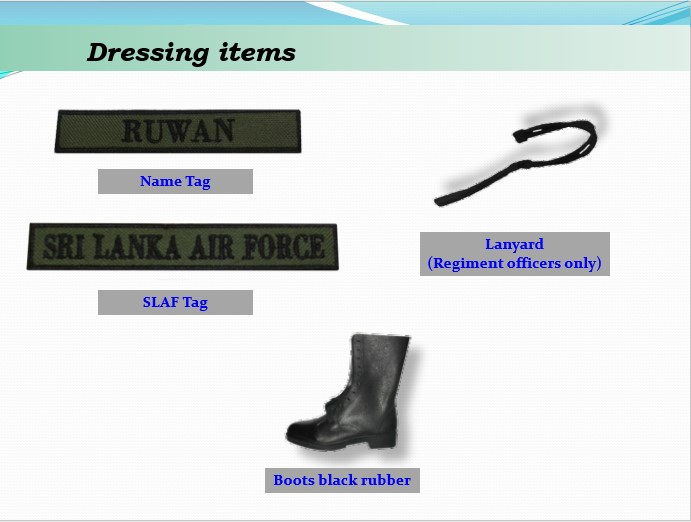 Dressing items
RUWAN
Name Tag
SRI LANKA AIR FORCE
SLAF Tag
Lanyard
(Regiment officers only)
Boots black rubber